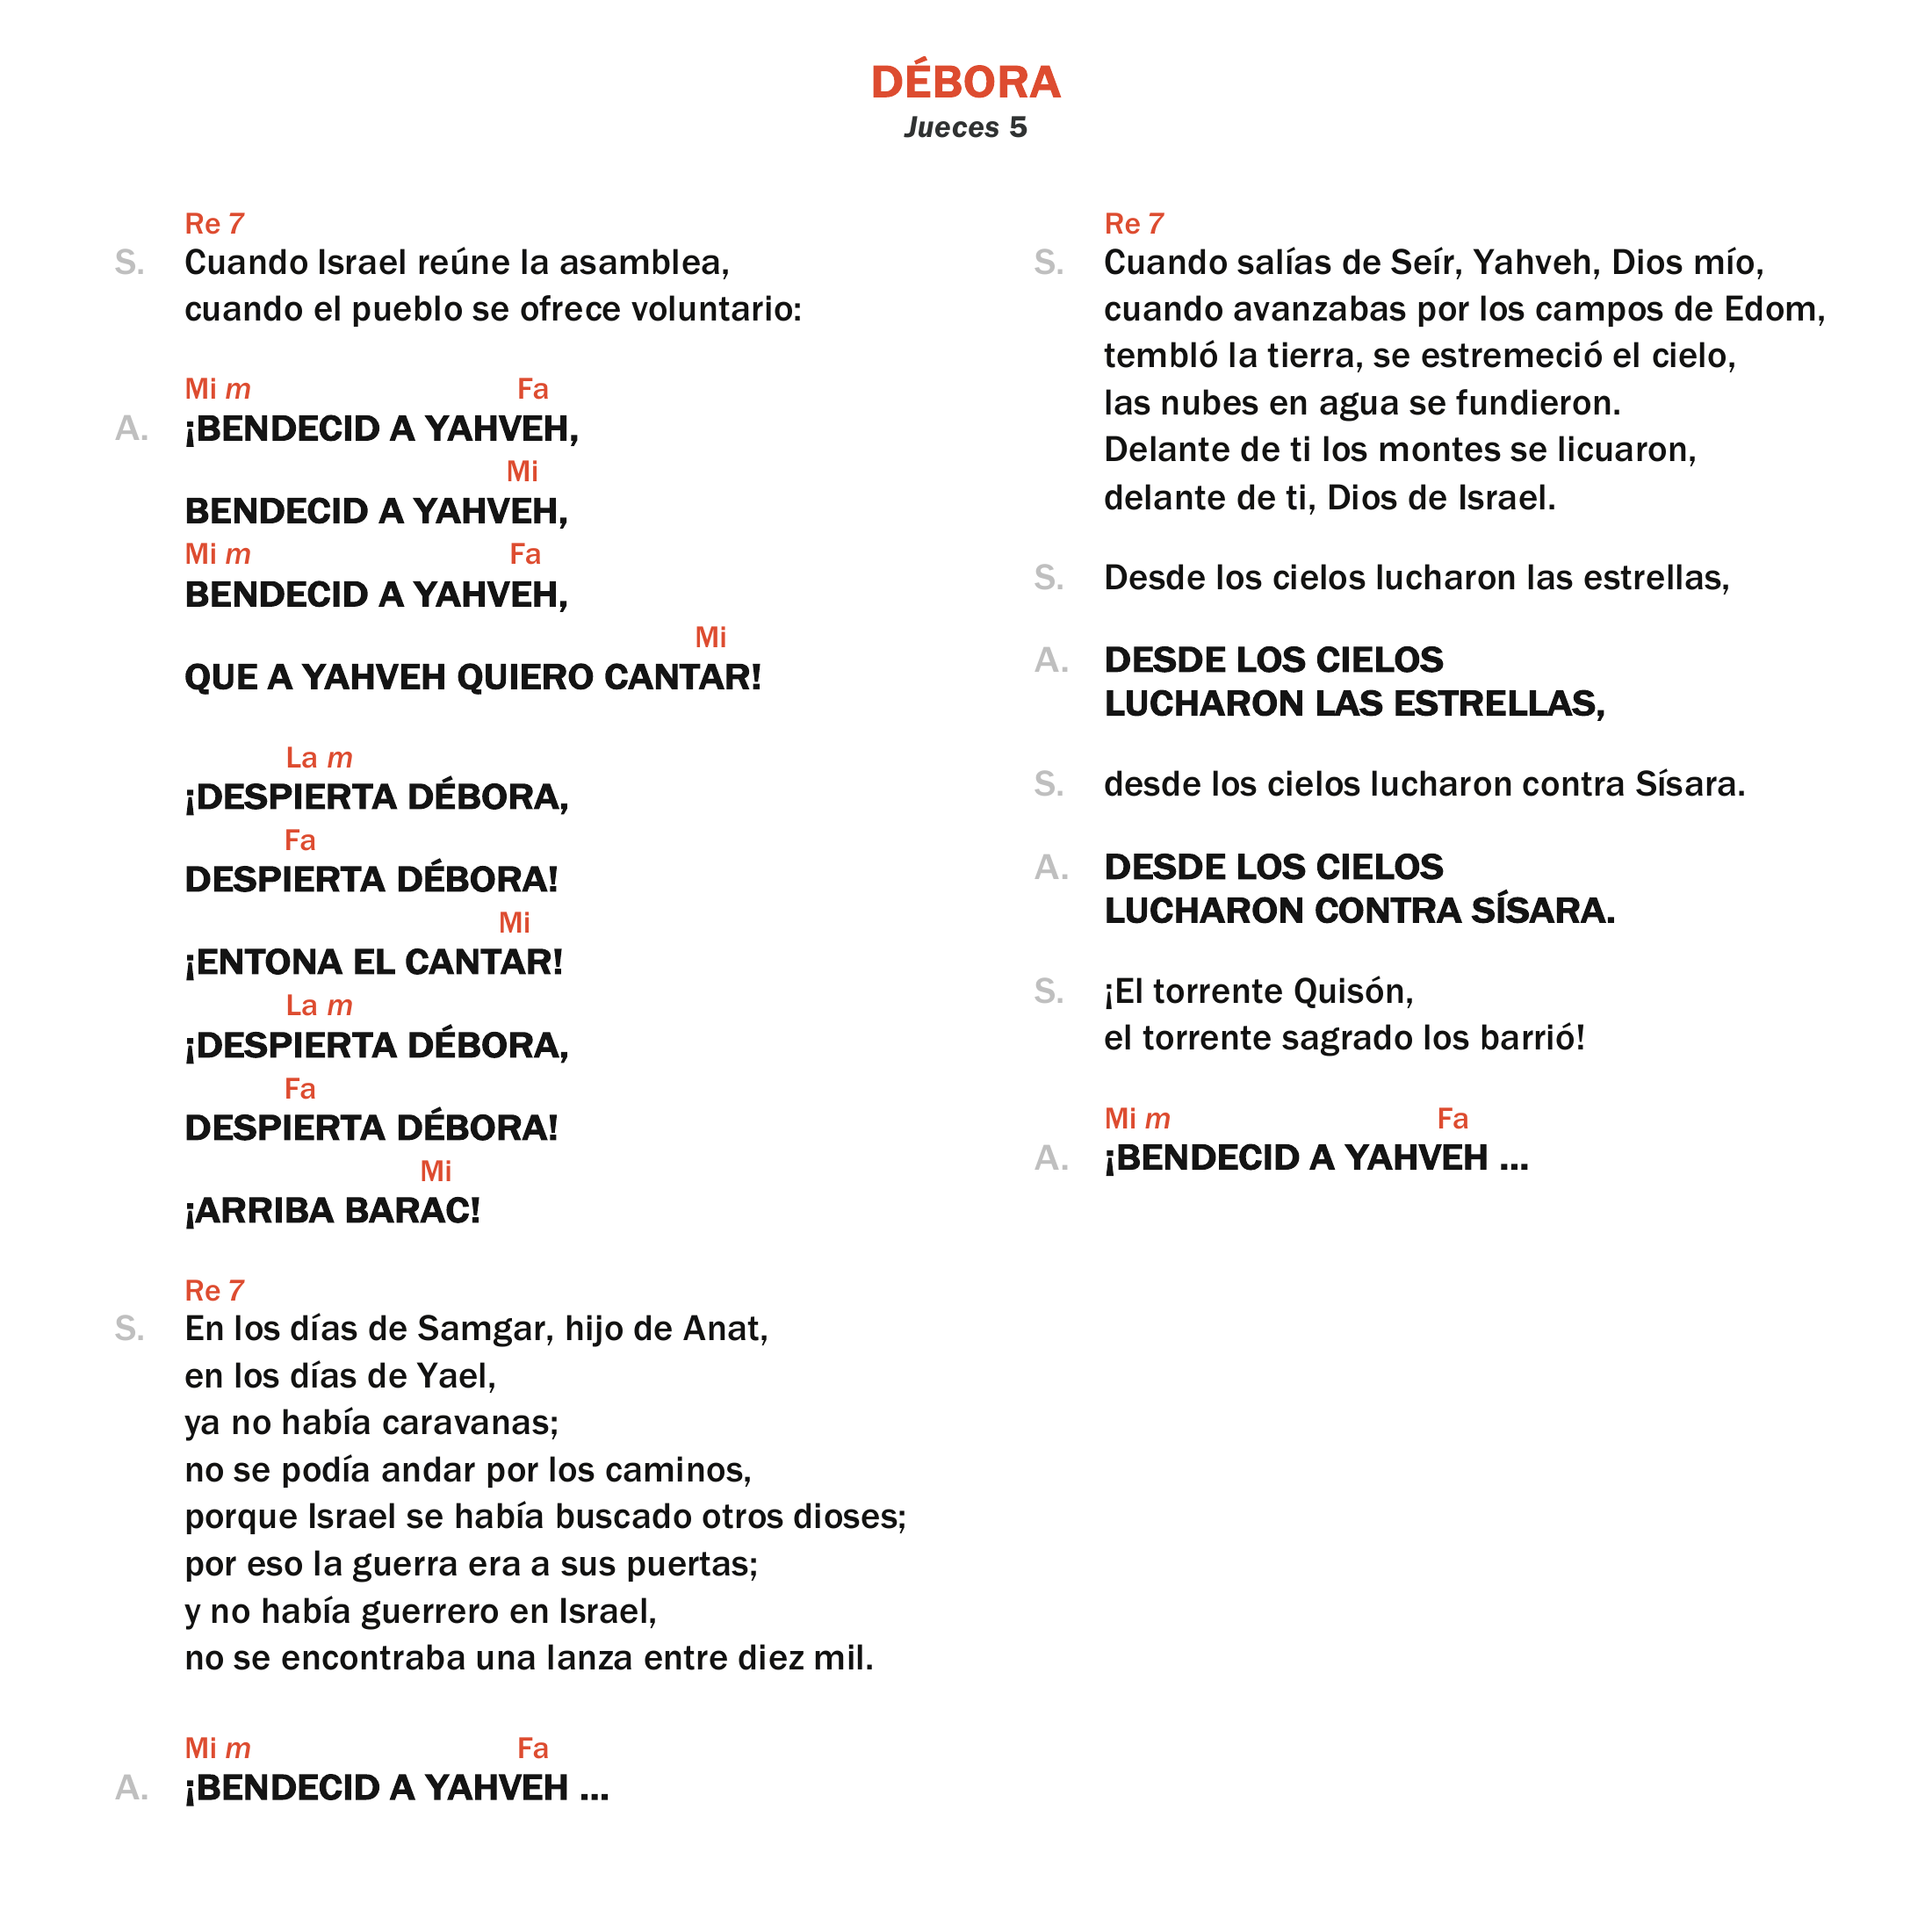 DÉBORA
Jueces 5
Re 7
S. Cuando Israel reúne la asamblea,
cuando el pueblo se ofrece voluntario:
Mi m Fa
A. ¡BENDECID A YAHVEH,
Mi
BENDECID A YAHVEH,
Mi m Fa
BENDECID A YAHVEH,
Mi
QUE A YAHVEH QUIERO CANTAR!
La m
¡DESPIERTA DÉBORA,
Fa
DESPIERTA DÉBORA!
Mi
¡ENTONA EL CANTAR!
La m
¡DESPIERTA DÉBORA,
Fa
DESPIERTA DÉBORA!
Mi
¡ARRIBA BARAC!
Re 7
S. En los días de Samgar, hijo de Anat,
en los días de Yael,
ya no había caravanas;
no se podía andar por los caminos,
porque Israel se había buscado otros dioses;
por eso la guerra era a sus puertas;
y no había guerrero en Israel,
no se encontraba una lanza entre diez mil.
Mi m Fa
A. ¡BENDECID A YAHVEH ...
Re 7
S. Cuando salías de Seír, Yahveh, Dios mío,
cuando avanzabas por los campos de Edom,
tembló la tierra, se estremeció el cielo,
las nubes en agua se fundieron.
Delante de ti los montes se licuaron,
delante de ti, Dios de Israel.
S. Desde los cielos lucharon las estrellas,
A. DESDE LOS CIELOS
LUCHARON LAS ESTRELLAS,
S. desde los cielos lucharon contra Sísara.
A. DESDE LOS CIELOS
LUCHARON CONTRA SÍSARA.
S. ¡El torrente Quisón,
el torrente sagrado los barrió!
Mi m Fa
A. ¡BENDECID A YAHVEH ...